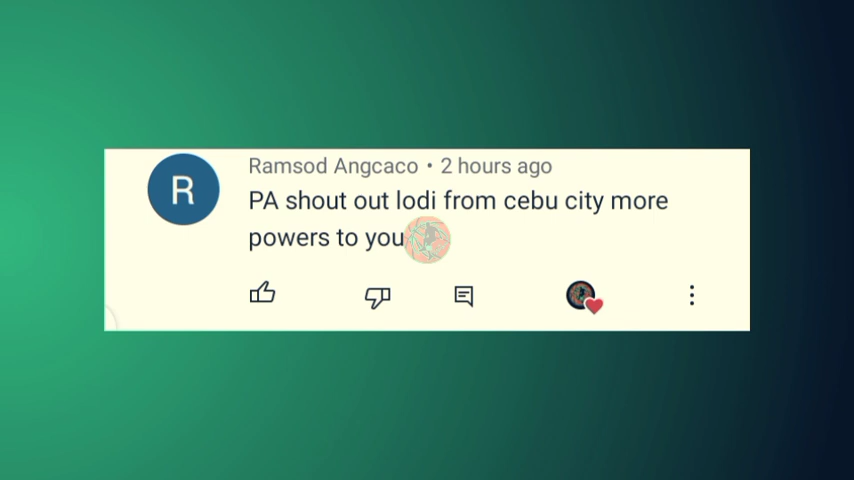 R
Ramsod Angcaco • 2 hours ago
PA shout out lodi from cebu city more
powers to you